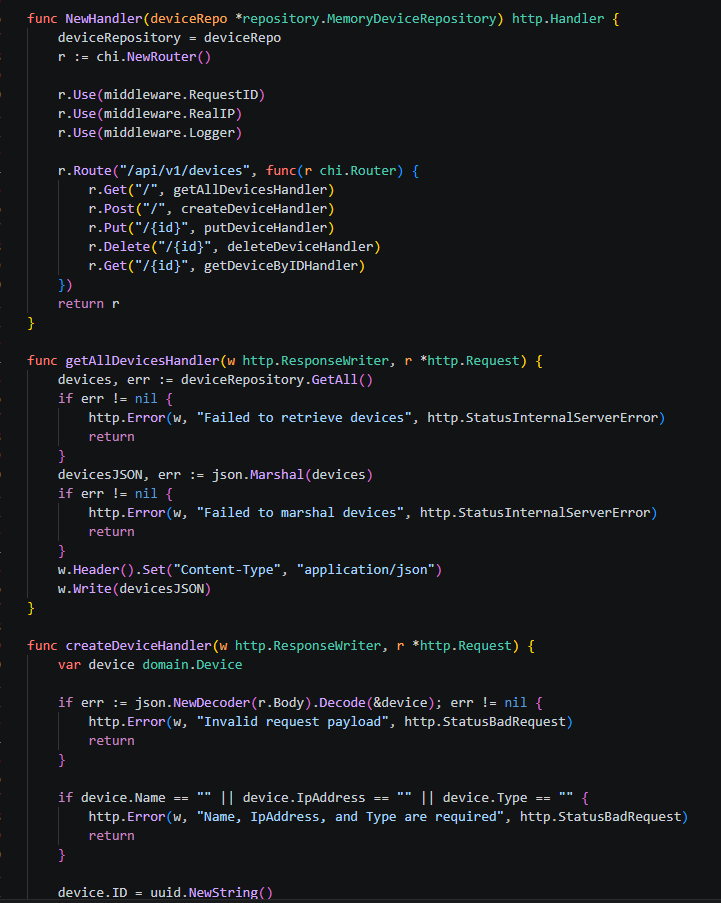 func NewHandler(deviceRepo *repository.MemoryDeviceRepository) http.Handler {
    deviceRepository = deviceRepo
    r := chi.NewRouter()

    r.Use(middleware.RequestID)
    r.Use(middleware.RealIP)
    r.Use(middleware.Logger)

    r.Route("/api/v1/devices", func(r chi.Router) {
        r.Get("/", getAllDevicesHandler)
        r.Post("/", createDeviceHandler)
        r.Put("/{id}", putDeviceHandler)
        r.Delete("/{id}", deleteDeviceHandler)
        r.Get("/{id}", getDeviceByIDHandler)
    })
    return r
}

func getAllDevicesHandler(w http.ResponseWriter, r *http.Request) {
    devices, err := deviceRepository.GetAll()
    if err != nil {
        http.Error(w, "Failed to retrieve devices", http.StatusInternalServerError)
        return
    }
    devicesJSON, err := json.Marshal(devices)
    if err != nil {
        http.Error(w, "Failed to marshal devices", http.StatusInternalServerError)
        return
    }
    w.Header().Set("Content-Type", "application/json")
    w.Write(devicesJSON)
}

func createDeviceHandler(w http.ResponseWriter, r *http.Request) {
    var device domain.Device

    if err := json.NewDecoder(r.Body).Decode(&device); err != nil {
        http.Error(w, "Invalid request payload", http.StatusBadRequest)
        return
    }

    if device.Name == "" || device.IpAddress == "" || device.Type == "" {
        http.Error(w, "Name, IpAddress, and Type are required", http.StatusBadRequest)
        return
    }

    device.ID = uuid.NewString()